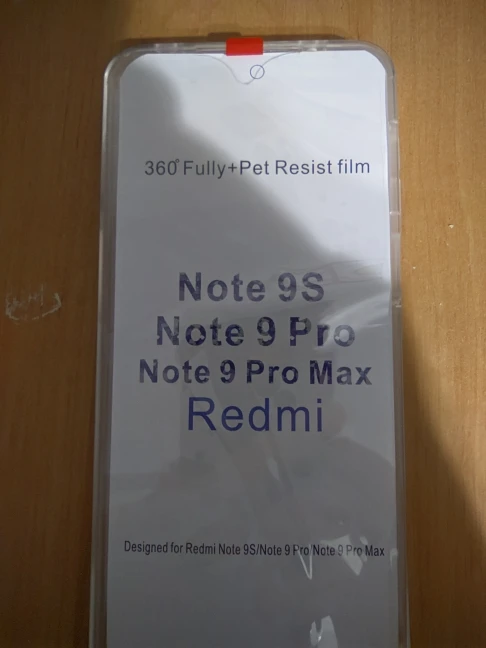 360° Fully+Pet Resist film
Note 9S
Note 9 Pro
Note 9 Pro Max
Redmi
Designed for Redmi Note 9S/Note 9 Pro/Note 9 Pro Max